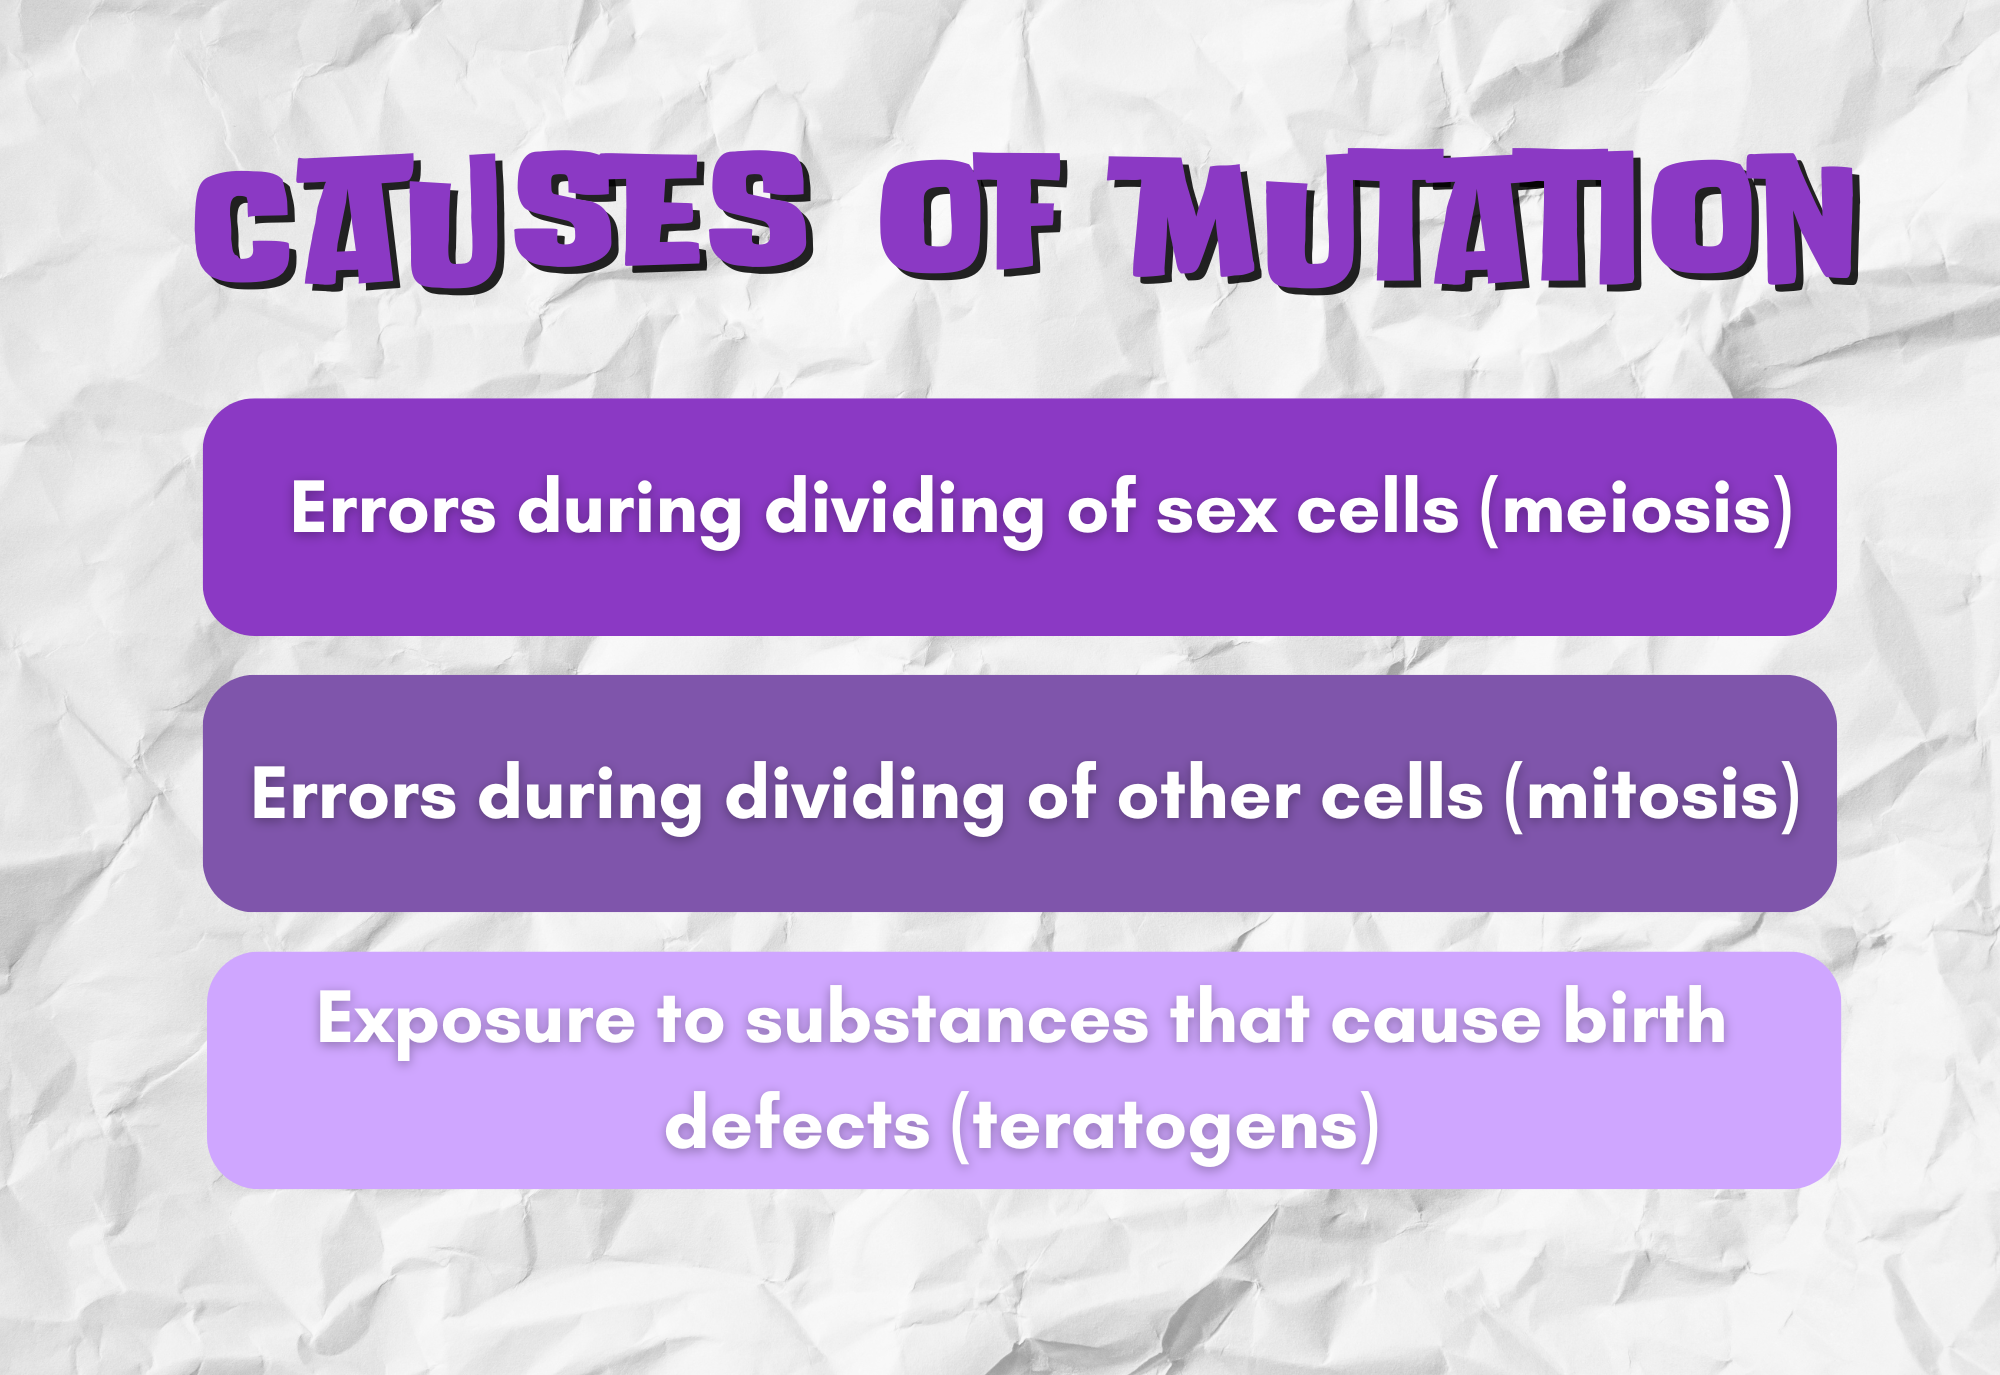 CAUSES OF MUTATION
Errors during dividing of sex cells (meiosis)
Errors during dividing of other cells (mitosis)
Exposure to substances that cause birth
defects (teratogens)